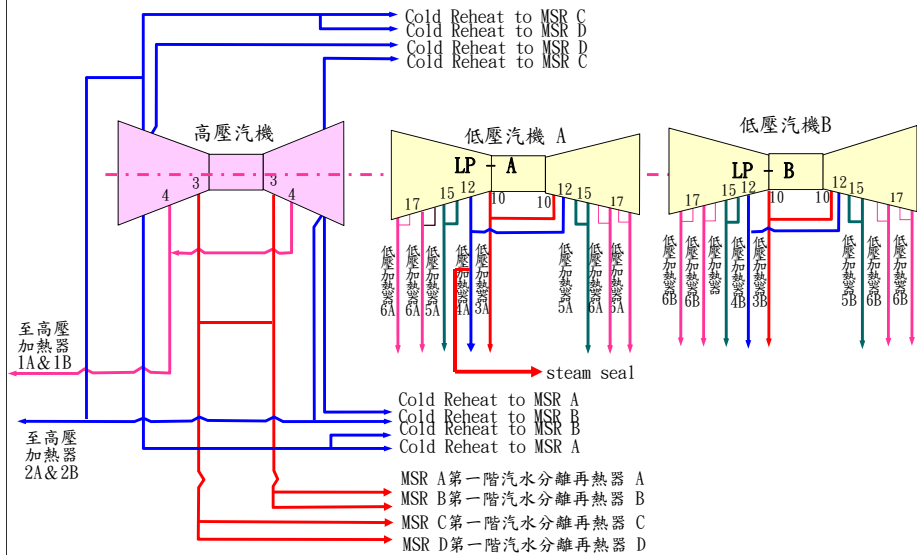 Cold Reheat to MSR C
Cold Reheat to MSR D
Cold Reheat to MSR D
Cold Reheat to MSR C
高壓汽機
低壓汽機 A
低壓汽機B
LP - A
LP - B
3
3
4
4
17
15
12
10
10
12
15
17
17
15
12
10
10
12
15
17
低壓加熱器6A
低壓加熱器6A
低壓加熱器5A
低壓加熱器4A
低壓加熱器3A
低壓加熱器5A
低壓加熱器6A
低壓加熱器5A
低壓加熱器6B
低壓加熱器6B
低壓加熱器
低壓加熱器4B
低壓加熱器3B
低壓加熱器5B
低壓加熱器6B
低壓加熱器6B
至高壓
加熱器
1A&1B
steam seal
至高壓
加熱器
2A&2B
Cold Reheat to MSR A
Cold Reheat to MSR B
Cold Reheat to MSR B
Cold Reheat to MSR A
MSR A第一階汽水分離再熱器 A
MSR B第一階汽水分離再熱器 B
MSR C第一階汽水分離再熱器 C
MSR D第一階汽水分離再熱器 D